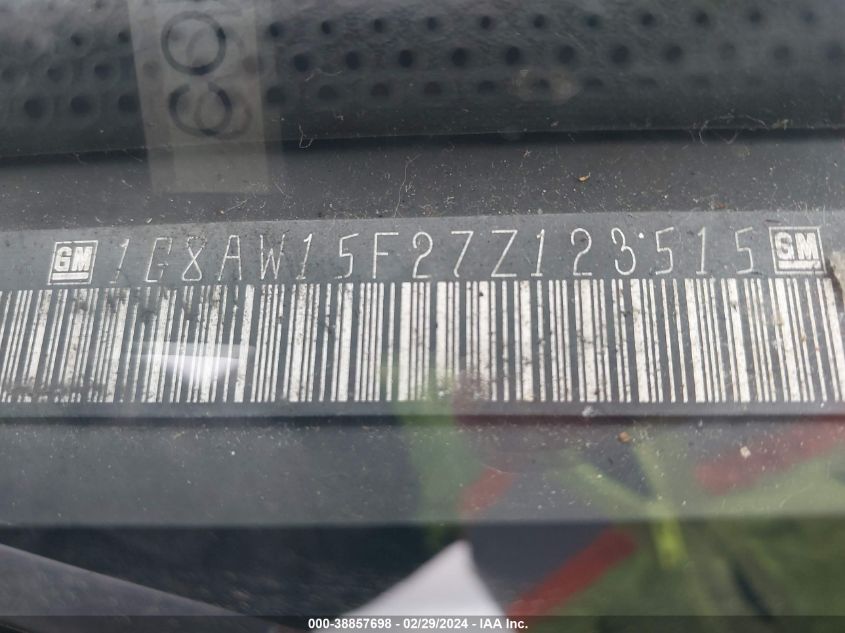 GM 1G8AW15F27Z123515 GM
000-38857698 - 02/29/2024 - IAA Inc.